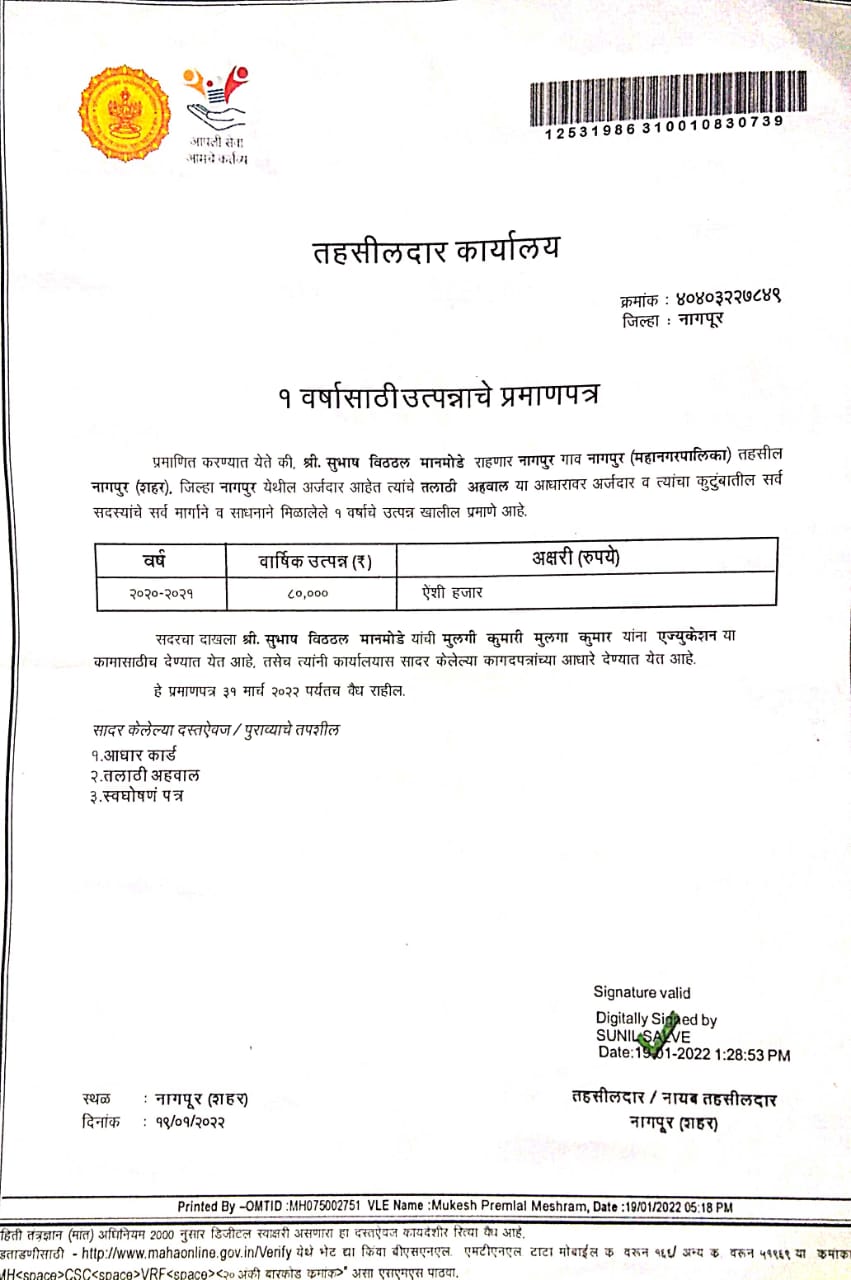 आपली सेवा
आमचे कर्तव्य
12531986310010830739
तहसीलदार कार्यालय
क्रमांक : ४०४०३२२७८४९
जिल्हा : नागपूर
१ वर्षासाठी उत्पन्नाचे प्रमाणपत्र
प्रमाणित करण्यात येते की, श्री. सुभाष विठठल मानमोडे राहणार नागपूर गाव नागपूर (महानगरपालिका) तहसील
नागपूर (शहर), जिल्हा नागपूर येथील अर्जदार आहेत त्यांचे तलाठी अहवाल या आधारावर अर्जदार व त्यांचा कुटुंबातील सर्व
सदस्यांचे सर्व मार्गाने व साधनाने मिळालेले १ वर्षाचे उत्पन्न खालील प्रमाणे आहे.
वर्ष वार्षिक उत्पन्न (₹) अक्षरी (रुपये)
२०२०-२०२१ ८०,००० ऐंशी हजार
सदरचा दाखला श्री. सुभाष विठठल मानमोडे यांची मुलगी कुमारी मुलगा कुमार यांना एज्युकेशन या
कामासाठीच देण्यात येत आहे, तसेच त्यांनी कार्यालयास सादर केलेल्या कागदपत्रांच्या आधारे देण्यात येत आहे.
हे प्रमाणपत्र ३१ मार्च २०२२ पर्यतच वैध राहील.
सादर केलेल्या दस्तऐवज / पुराव्याचे तपशील
१.आधार कार्ड
२.तलाठी अहवाल
३.स्वघोषणं पत्र
Signature valid
Digitally Signed by
SUNIL SALVE
Date:19-01-2022 1:28:53 PM
स्थळ : नागपूर (शहर)
दिनांक : १९/०१/२०२२
तहसीलदार / नायब तहसीलदार
नागपूर (शहर)
Printed By –OMTID :MH075002751 VLE Name :Mukesh Premlal Meshram, Date :19/01/2022 05:18 PM
हिती तंत्रज्ञान (मात) अधिनियम 2000 नुसार डिजीटल स्वाक्षरी असणारा हा दस्तऐवज कायदेशीर रित्या वैध आहे.
डताडणीसाठी - http://www.mahaonline.gov.in/Verify येथे भेट द्या किंवा बीएसएनएल, एमटीएनएल टाटा मोबाईल क्र. वरून १६६/ अन्य क्र. वरून ५१९६९ या क्रमांका
MH<space>CSC<space>VRF<space><२० अंकी बारकोड क्रमांक>" असा एसएमएस पाठवा.